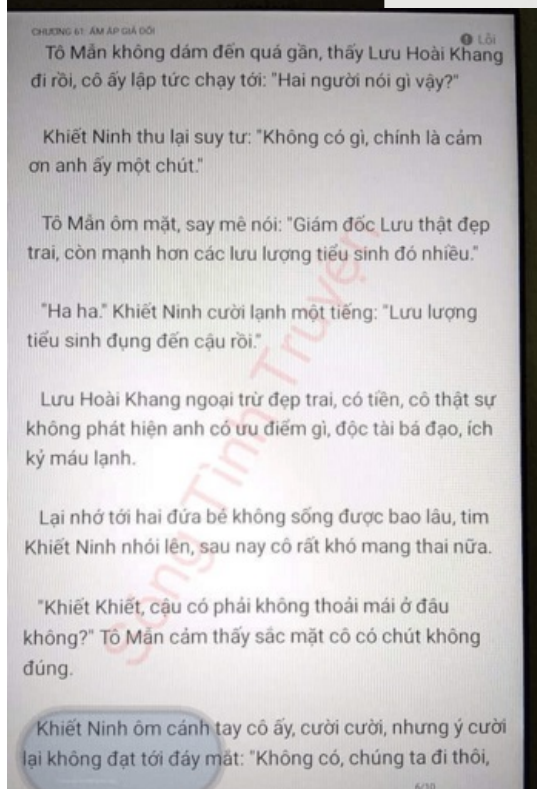 CHƯƠNG 61: ẤM ÁP GIẢ DỐI
Lỗi
Tô Mẫn không dám đến quá gần, thấy Lưu Hoài Khang
đi rồi, cô ấy lập tức chạy tới: "Hai người nói gì vậy?"
Khiết Ninh thu lại suy tư: "Không có gì, chính là cảm
ơn anh ấy một chút."
Tô Mẫn ôm mặt, say mê nói: "Giám đốc Lưu thật đẹp
trai, còn mạnh hơn các lưu lượng tiểu sinh đó nhiều."
"Ha ha." Khiết Ninh cười lạnh một tiếng: "Lưu lượng
tiểu sinh đụng đến cậu rồi."
Lưu Hoài Khang ngoại trừ đẹp trai, có tiền, cô thật sự
không phát hiện anh có ưu điểm gì, độc tài bá đạo, ích
kỷ máu lạnh.
Lại nhớ tới hai đứa bé không sống được bao lâu, tim
Khiết Ninh nhói lên, sau nay cô rất khó mang thai nữa.
"Khiết Khiết, cậu có phải không thoải mái ở đâu
không?" Tô Mẫn cảm thấy sắc mặt cô có chút không
đúng.
Khiết Ninh ôm cánh tay cô ấy, cười cười, nhưng ý cười
lại không đạt tới đáy mắt: "Không có, chúng ta đi thôi,
6/10
Sóng Tình Truyện